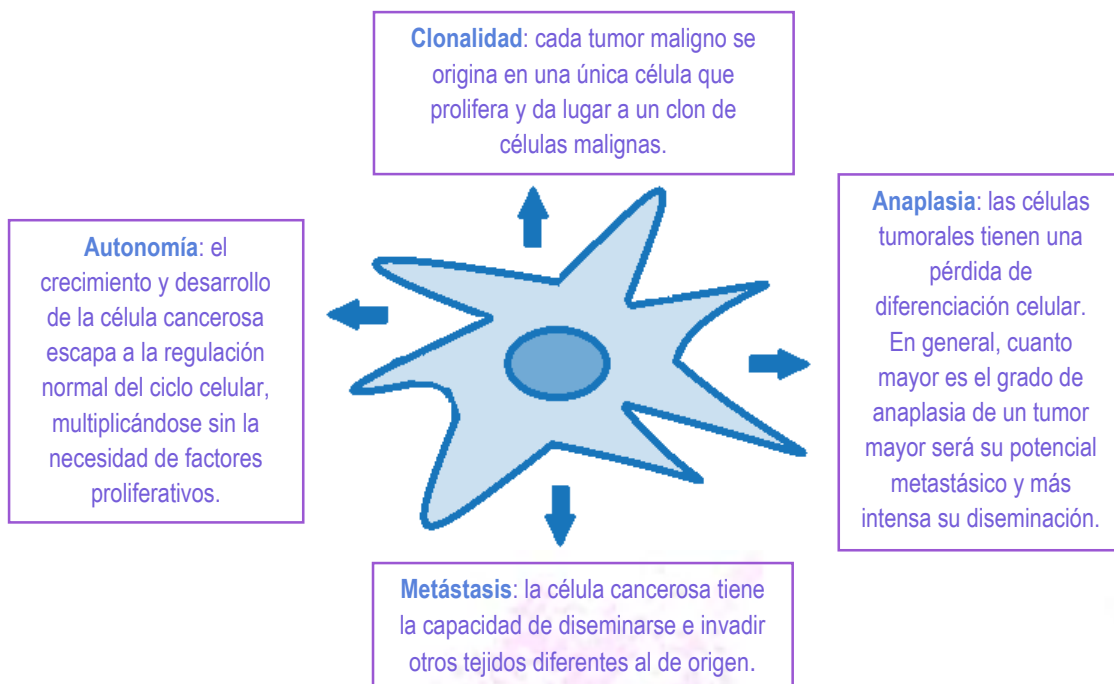 Clonalidad: cada tumor maligno se
origina en una única célula que
prolifera y da lugar a un clon de
células malignas.
Autonomía: el
crecimiento y desarrollo
de la célula cancerosa
escapa a la regulación
normal del ciclo celular,
multiplicándose sin la
necesidad de factores
proliferativos.
Anaplasia: las células
tumorales tienen una
pérdida de
diferenciación celular.
En general, cuanto
mayor es el grado de
anaplasia de un tumor
mayor será su potencial
metastásico y más
intensa su diseminación.
Metástasis: la célula cancerosa tiene
la capacidad de diseminarse e invadir
otros tejidos diferentes al de origen.